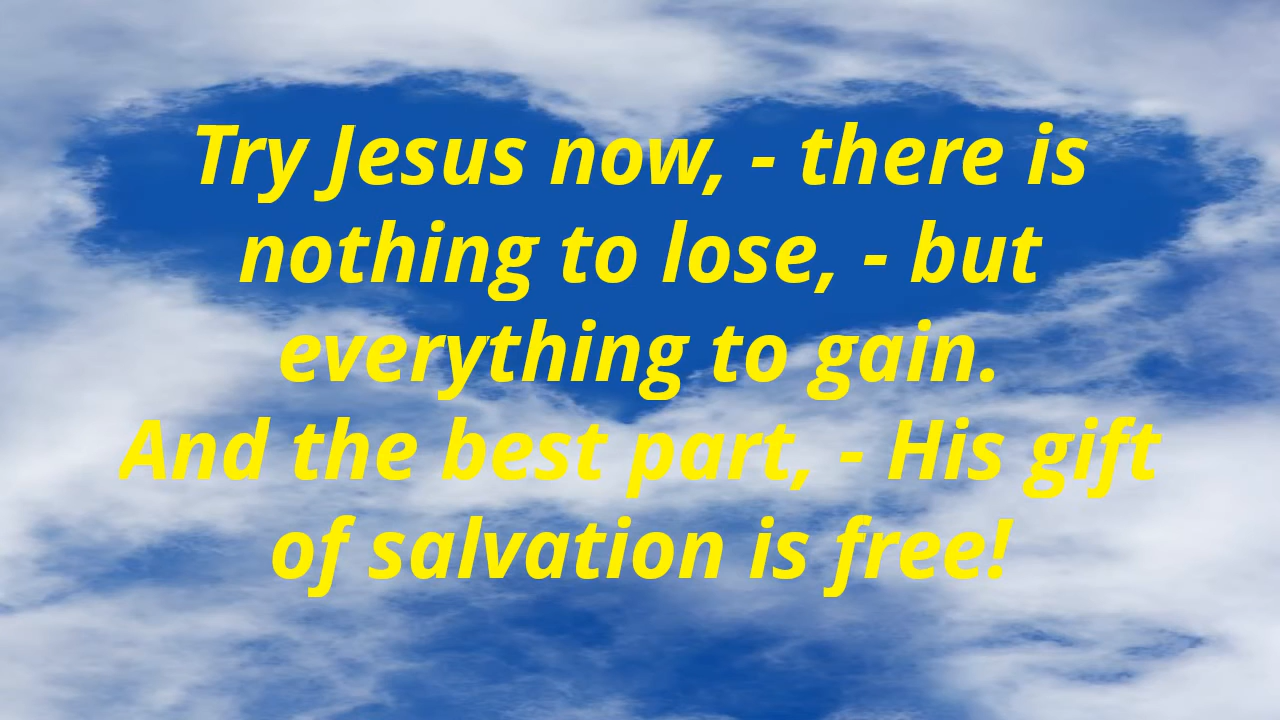 Try Jesus now, - there is
nothing to lose, - but
everything to gain.
And the best part, - His gift
of salvation is free!